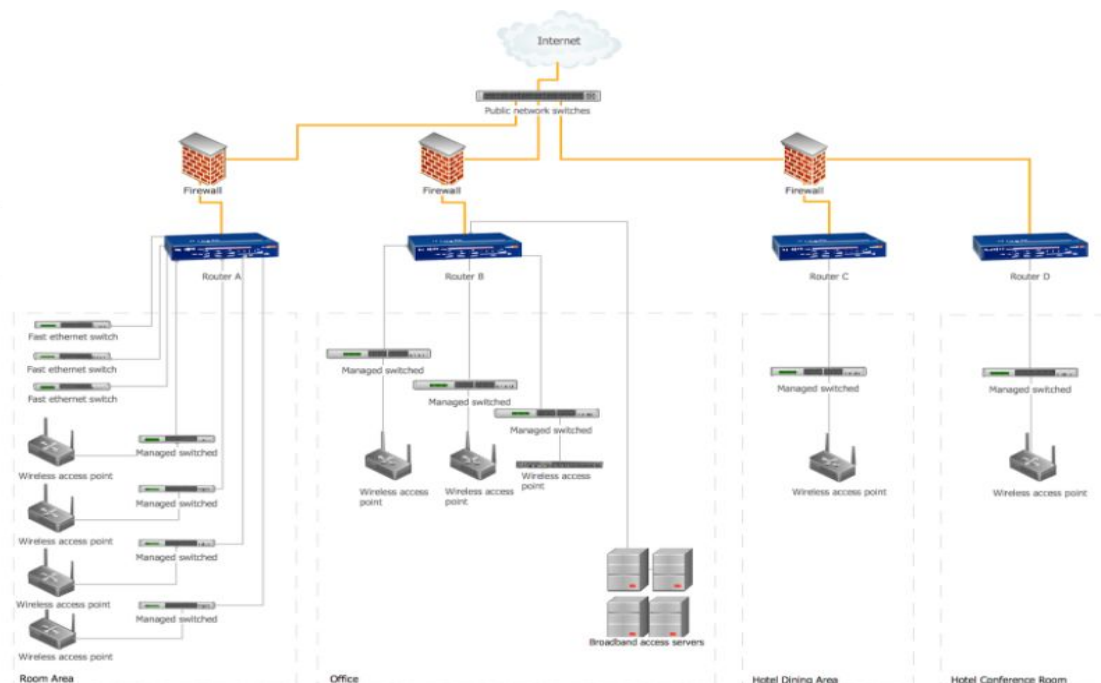 Internet
Public network switches
Firewall
Firewall
Firewall
Router A
Router B
Router C
Router D
Fast ethernet switch
Fast ethernet switch
Fast ethernet switch
Managed switched
Managed switched
Managed switched
Managed switched
Managed switched
Managed switched
Wireless access point
Managed switched
Wireless access
point
Wireless access
point
Wireless access
point
Wireless access point
Wireless access point
Managed switched
Wireless access point
Managed switched
Wireless access point
Managed switched
Wireless access point
Broadband access servers
Room Area
Office
Hotel Dining Area
Hotel Conference Room